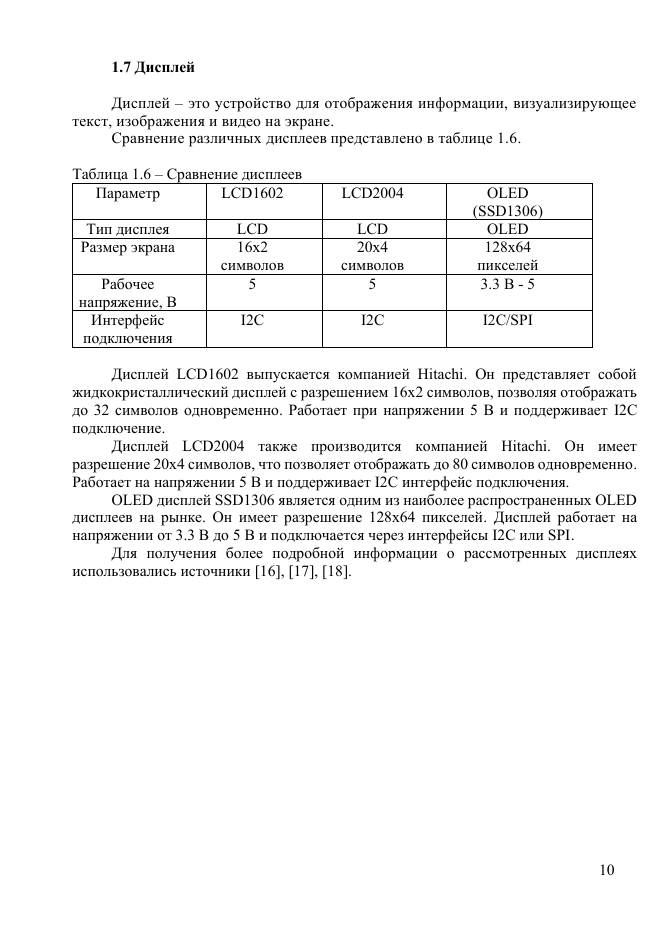 1.7 Дисплей
Дисплей – это устройство для отображения информации, визуализирующее
текст, изображения и видео на экране.
Сравнение различных дисплеев представлено в таблице 1.6.
Таблица 1.6 – Сравнение дисплеев
Параметр LCD1602 LCD2004 OLED
(SSD1306)
Тип дисплея LCD LCD OLED
Размер экрана 16x2 20x4 128x64
символов символов пикселей
Рабочее 5 5 3.3 В - 5
напряжение, В
Интерфейс I2C I2C I2C/SPI
подключения
Дисплей LCD1602 выпускается компанией Hitachi. Он представляет собой
жидкокристаллический дисплей с разрешением 16x2 символов, позволяя отображать
до 32 символов одновременно. Работает при напряжении 5 В и поддерживает I2C
подключение.
Дисплей LCD2004 также производится компанией Hitachi. Он имеет
разрешение 20x4 символов, что позволяет отображать до 80 символов одновременно.
Работает на напряжении 5 В и поддерживает I2C интерфейс подключения.
OLED дисплей SSD1306 является одним из наиболее распространенных OLED
дисплеев на рынке. Он имеет разрешение 128x64 пикселей. Дисплей работает на
напряжении от 3.3 В до 5 В и подключается через интерфейсы I2C или SPI.
Для получения более подробной информации о рассмотренных дисплеях
использовались источники [16], [17], [18].
10